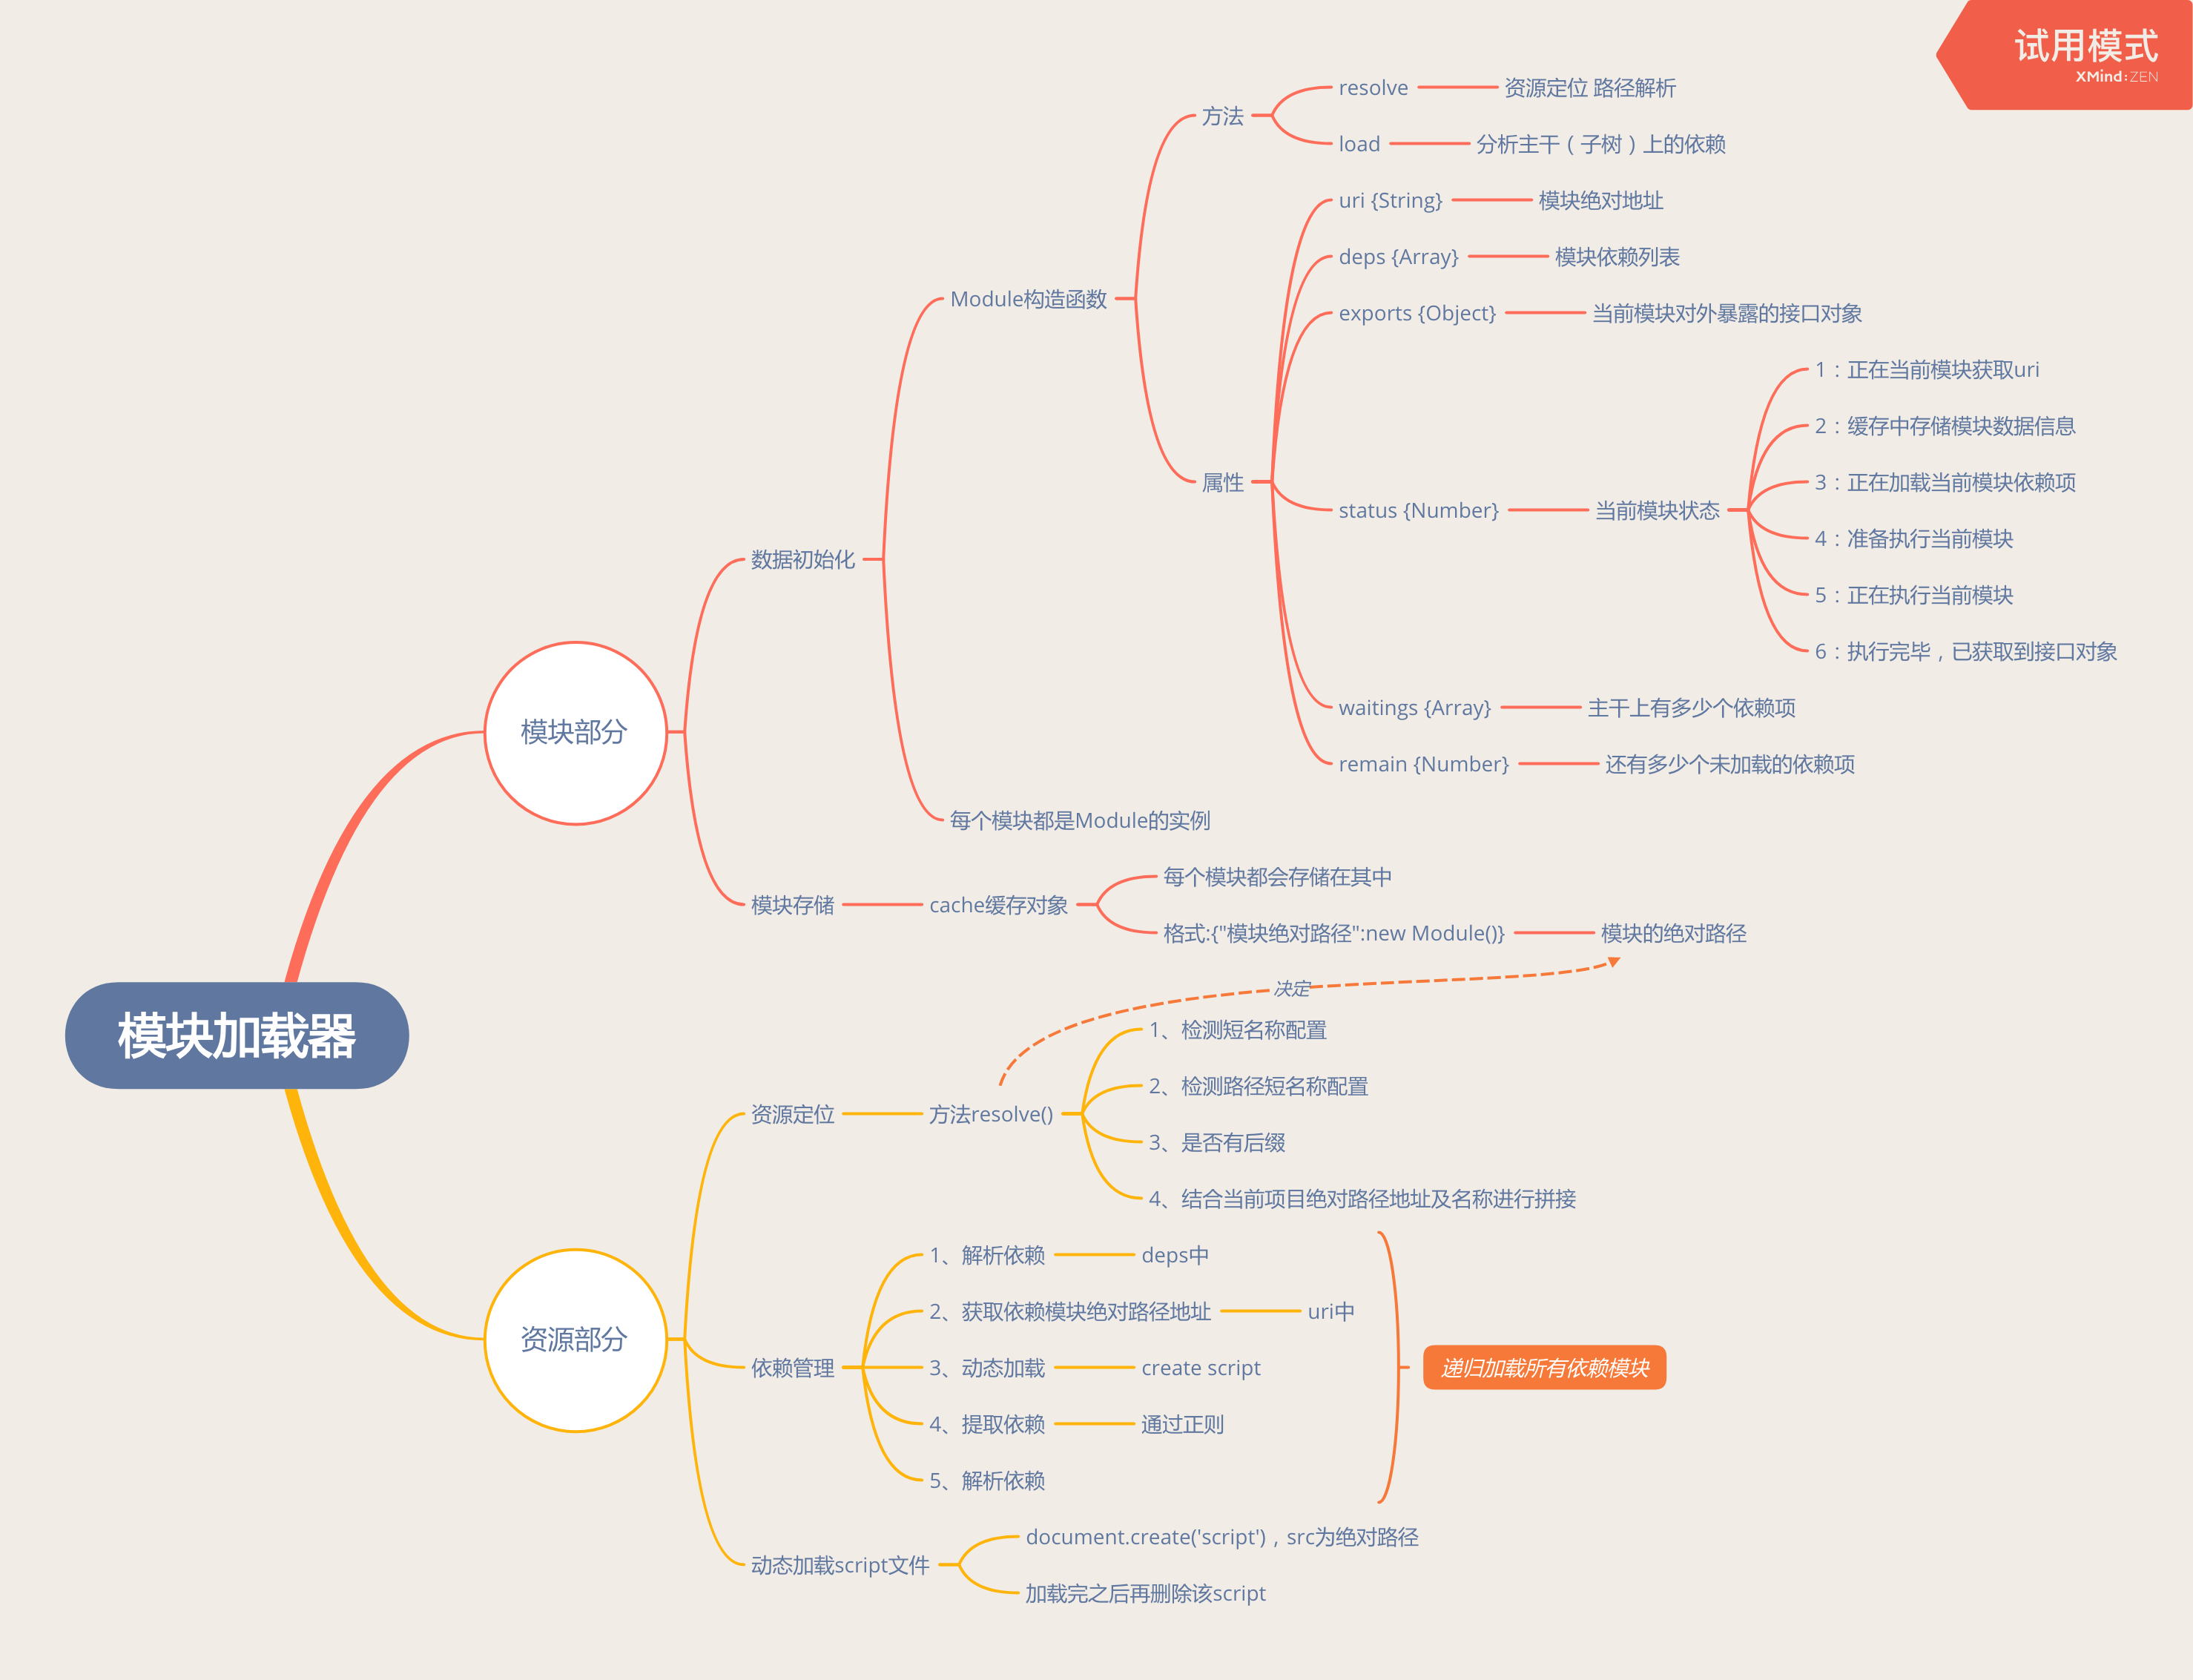 试用模式
XMind:ZEN
模块加载器
模块部分
数据初始化
Module构造函数
方法
resolve
资源定位 路径解析
load
分析主干（子树）上的依赖
属性
uri {String}
模块绝对地址
deps {Array}
模块依赖列表
exports {Object}
当前模块对外暴露的接口对象
status {Number}
当前模块状态
1：正在当前模块获取uri
2：缓存中存储模块数据信息
3：正在加载当前模块依赖项
4：准备执行当前模块
5：正在执行当前模块
6：执行完毕，已获取到接口对象
waitings {Array}
主干上有多少个依赖项
remain {Number}
还有多少个未加载的依赖项
每个模块都是Module的实例
模块存储
cache缓存对象
每个模块都会存储在其中
格式:{"模块绝对路径":new Module()}
模块的绝对路径
决定
资源部分
资源定位
方法resolve()
1、检测短名称配置
2、检测路径短名称配置
3、是否有后缀
4、结合当前项目绝对路径地址及名称进行拼接
依赖管理
1、解析依赖
deps中
2、获取依赖模块绝对路径地址
uri中
3、动态加载
create script
4、提取依赖
通过正则
5、解析依赖
递归加载所有依赖模块
动态加载script文件
document.create('script')，src为绝对路径
加载完之后再删除该script